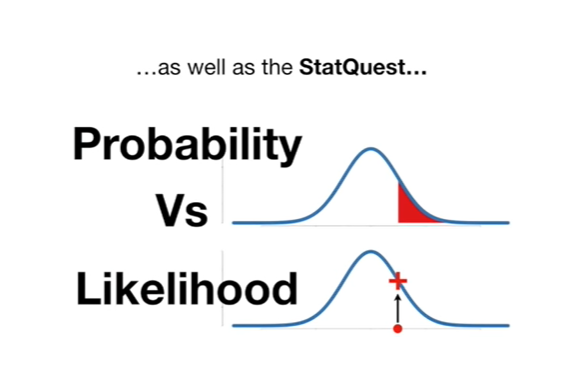 …as well as the StatQuest…
Probability
Vs
Likelihood